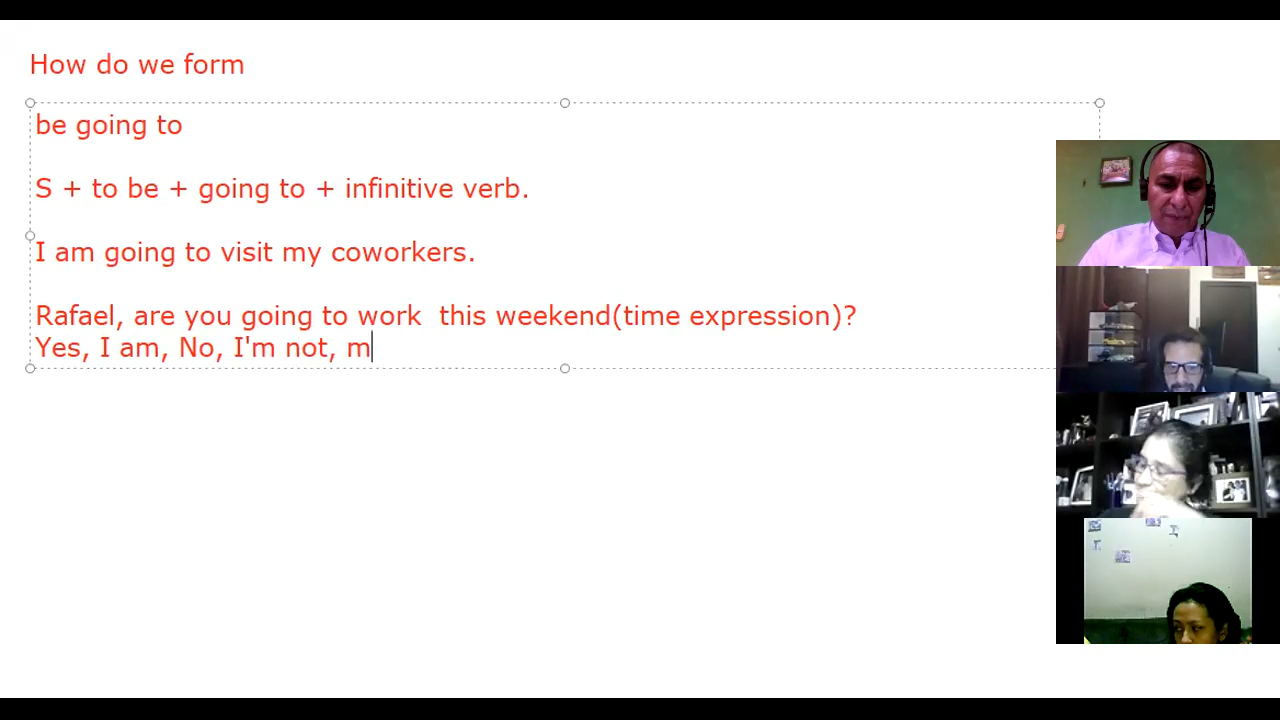 How do we form
be going to
S + to be + going to + infinitive verb.
I am going to visit my coworkers.
Rafael, are you going to work  this weekend(time expression)?
Yes, I am, No, I'm not, m